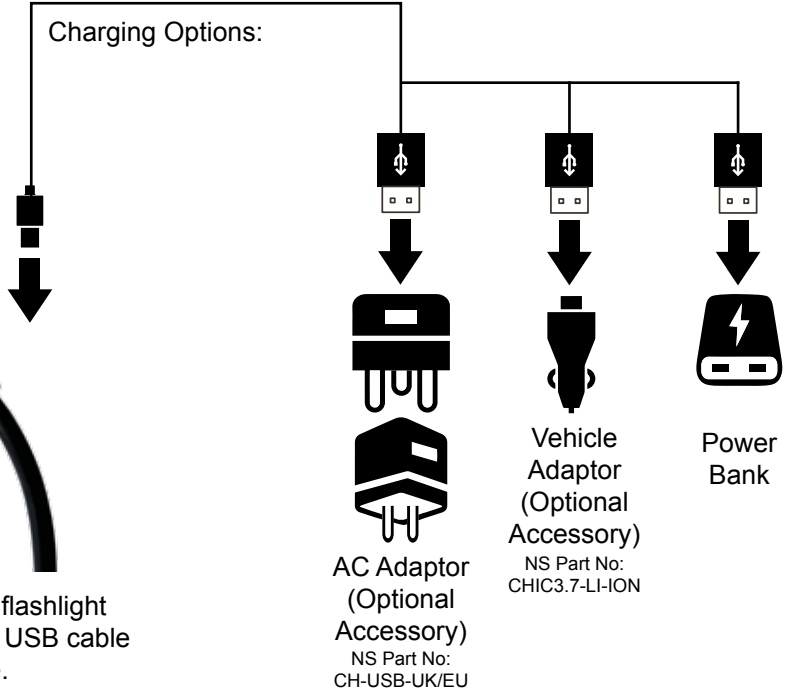 Charging Options:
Vehicle
Adaptor
(Optional
Accessory)
NS Part No:
CHIC3.7-LI-ION
Power
Bank
AC Adaptor
(Optional
Accessory)
NS Part No:
CH-USB-UK/EU
flashlight
USB cable